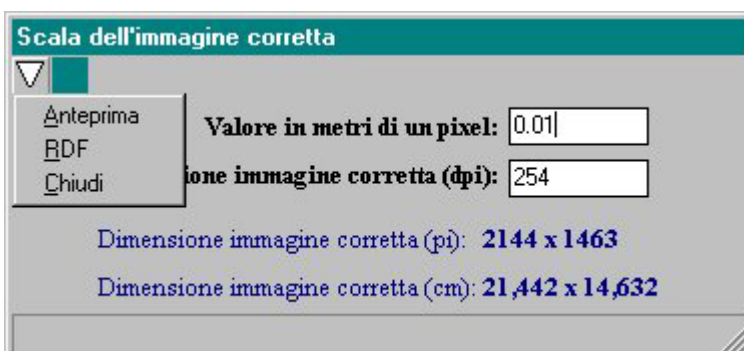 Scala dell'immagine corretta
Anteprima
RDF
Chiudi
Valore in metri di un pixel: 0.01
ione immagine corretta (dpi): 254
Dimensione immagine corretta (pi): 2144 x 1463
Dimensione immagine corretta (cm): 21,442 x 14,632